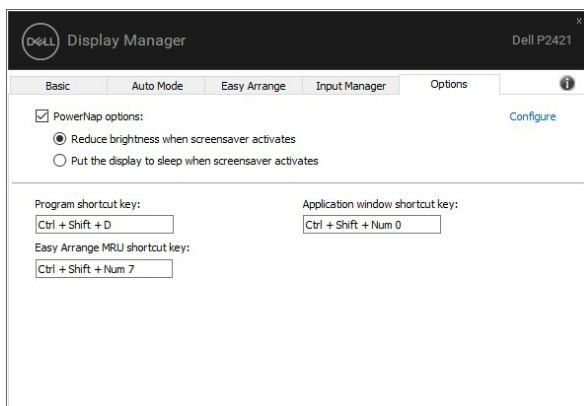 DELL Display Manager
Dell P2421
x
Basic Auto Mode Easy Arrange Input Manager Options i
PowerNap options:
Configure
Reduce brightness when screensaver activates
Put the display to sleep when screensaver activates
Program shortcut key:
Application window shortcut key:
Ctrl + Shift + D
Ctrl + Shift + Num 0
Easy Arrange MRU shortcut key:
Ctrl + Shift + Num 7